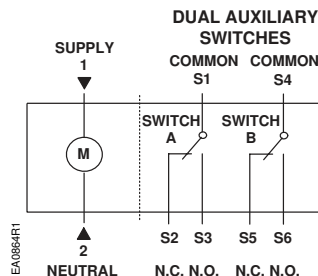 DUAL AUXILIARY
SWITCHES
SUPPLY
1
COMMON COMMON
S1 S4
SWITCH SWITCH
A B
M
2
NEUTRAL
S2 S3 S5 S6
N.C. N.O. N.C. N.O.
EA0864R1